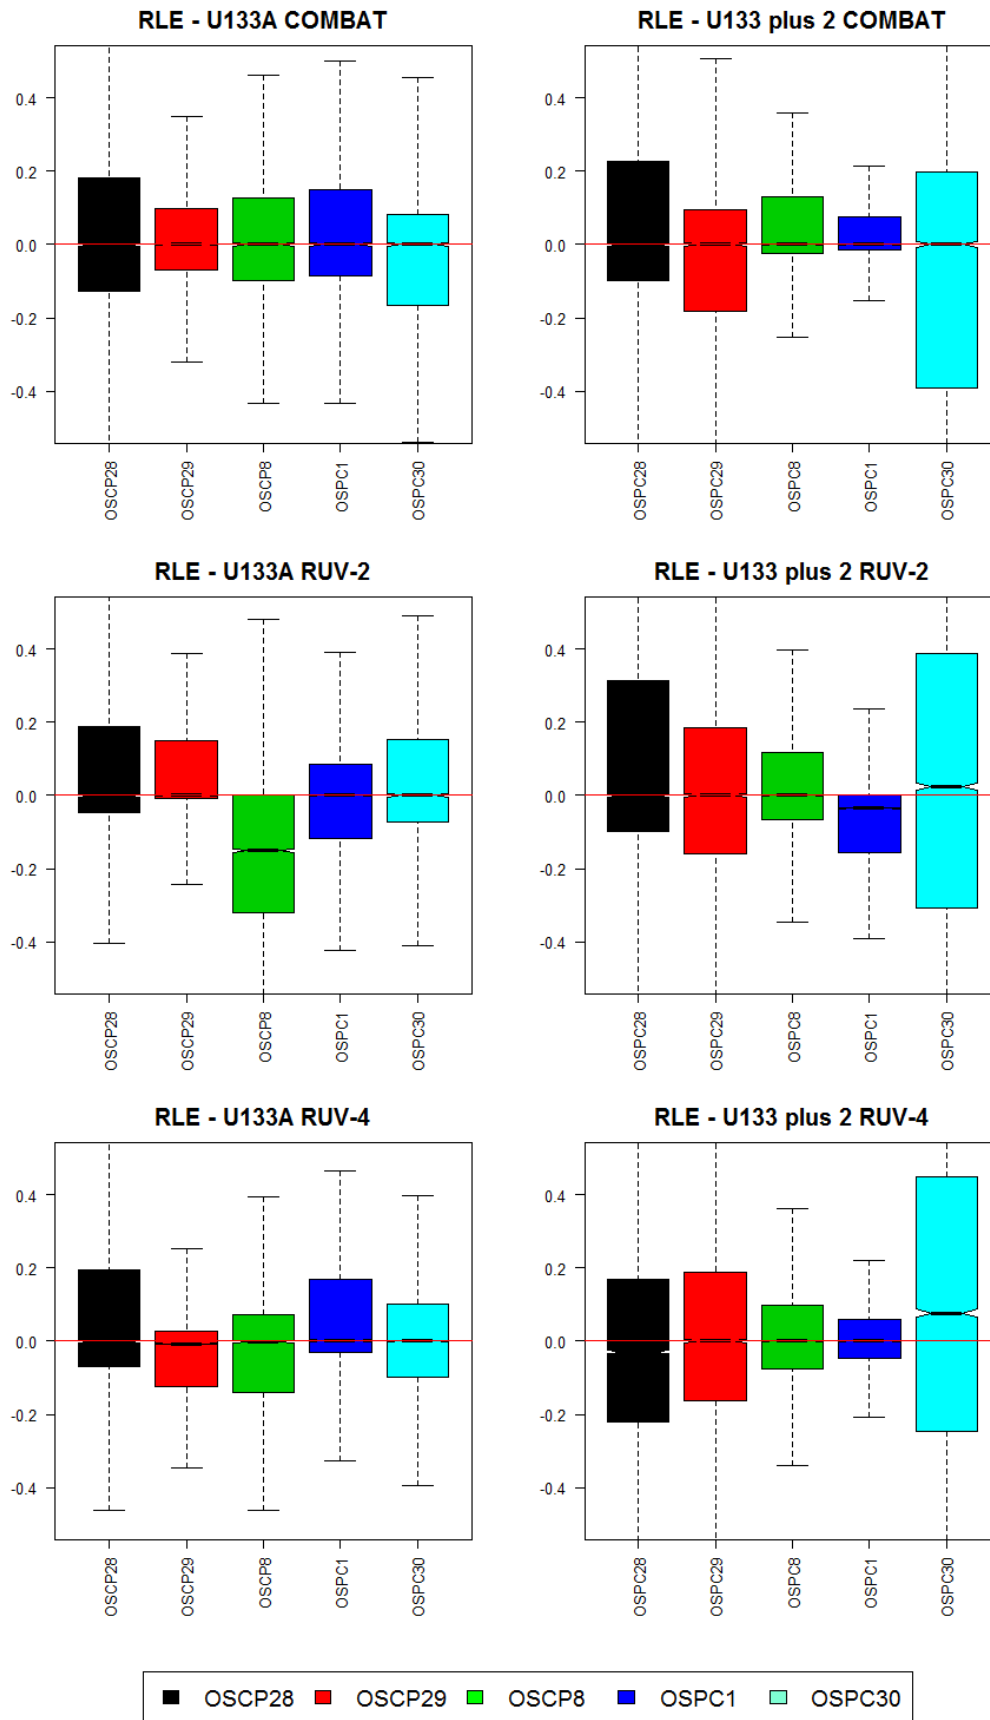 RLE - U133A COMBAT
0.4
0.2
0.0
-0.2
-0.4
OSCP28
OSCP29
OSCP8
OSPC1
OSPC30
RLE - U133 plus 2 COMBAT
0.4
0.2
0.0
-0.2
-0.4
OSPC28
OSPC29
OSPC8
OSPC1
OSPC30
RLE - U133A RUV-2
0.4
0.2
0.0
-0.2
-0.4
OSCP28
OSCP29
OSCP8
OSPC1
OSPC30
RLE - U133 plus 2 RUV-2
0.4
0.2
0.0
-0.2
-0.4
OSPC28
OSPC29
OSPC8
OSPC1
OSPC30
RLE - U133A RUV-4
0.4
0.2
0.0
-0.2
-0.4
OSCP28
OSCP29
OSCP8
OSPC1
OSPC30
RLE - U133 plus 2 RUV-4
0.4
0.2
0.0
-0.2
-0.4
OSPC28
OSPC29
OSPC8
OSPC1
OSPC30
OSCP28 OSCP29 OSCP8 OSPC1 OSPC30